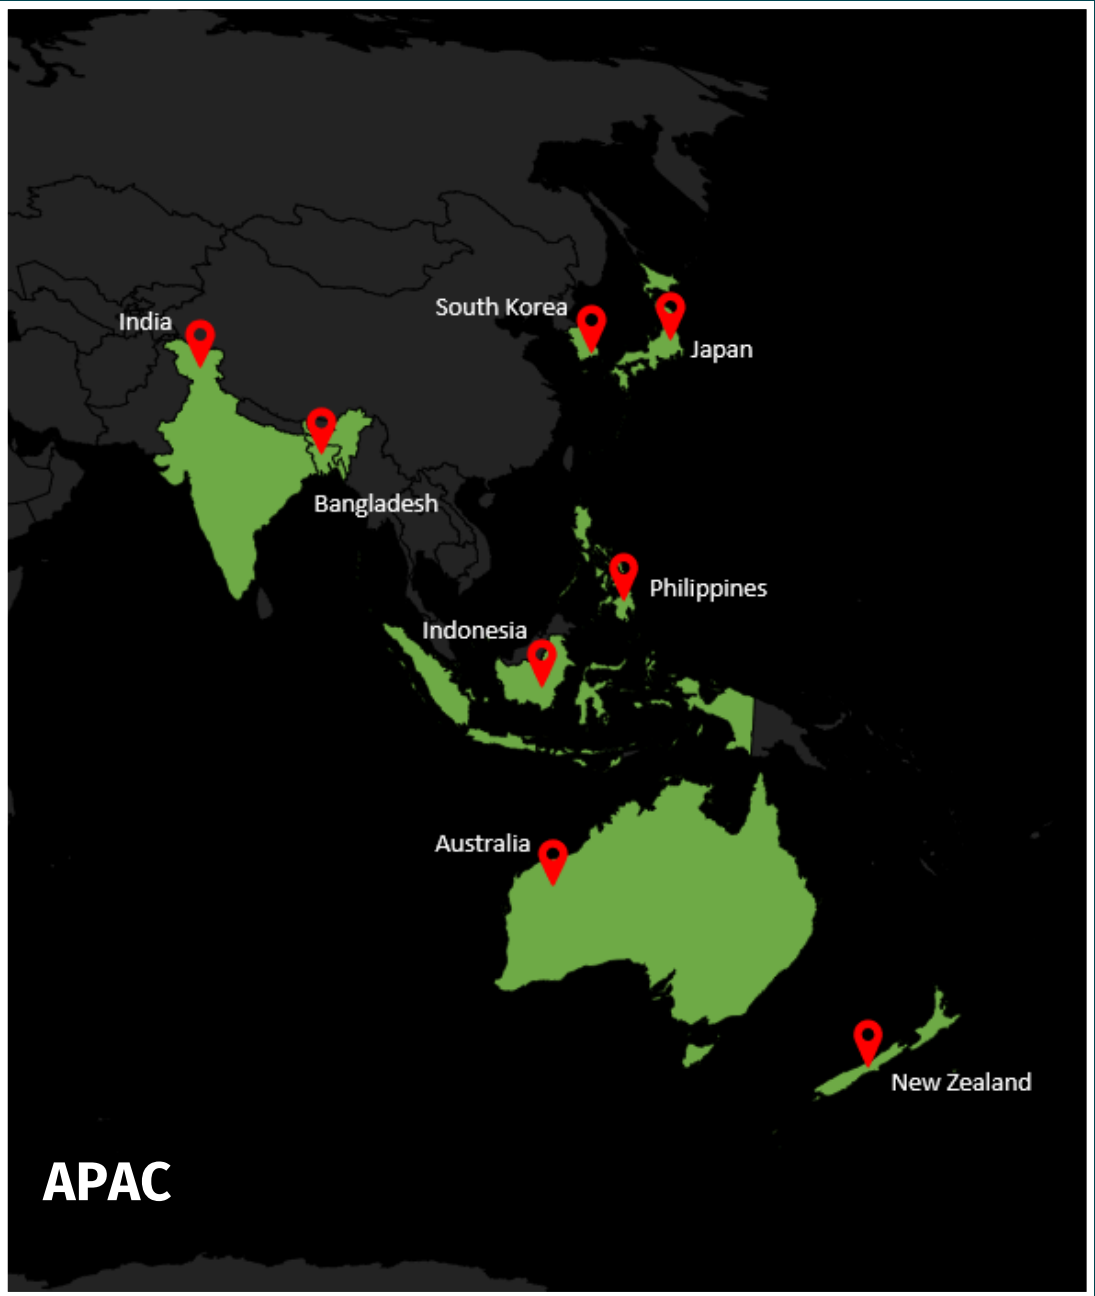 South Korea
India
Japan
Bangladesh
Philippines
Indonesia
Australia
New Zealand
APAC